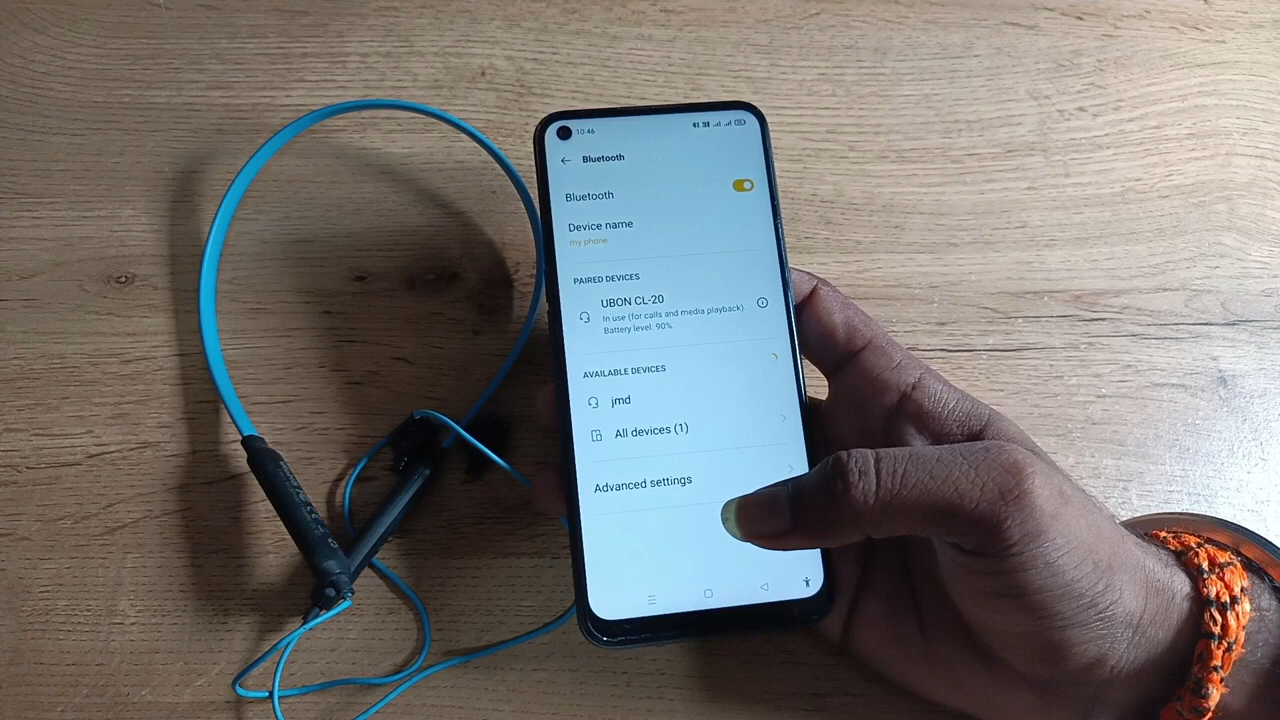 10:46
Bluetooth
Bluetooth
Device name
my phone
PAIRED DEVICES
UBON CL-20
In use (for calls and media playback).
Battery level: 90%.
AVAILABLE DEVICES
jmd
All devices (1)
Advanced settings